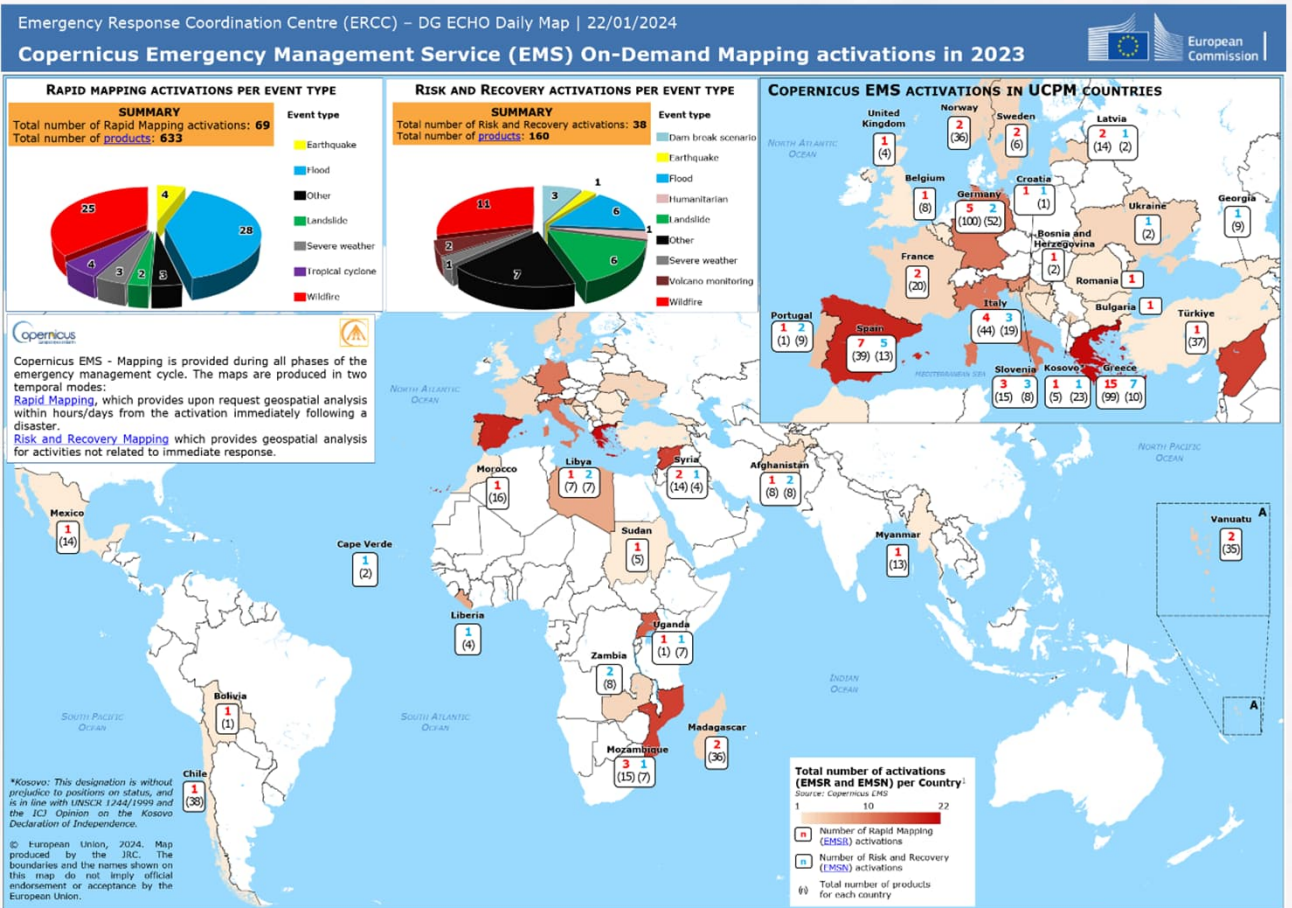 Emergency Response Coordination Centre (ERCC) – DG ECHO Daily Map | 22/01/2024
Copernicus Emergency Management Service (EMS) On-Demand Mapping activations in 2023
European
Commission
RAPID MAPPING ACTIVATIONS PER EVENT TYPE
SUMMARY
Total number of Rapid Mapping activations: 69
Total number of products: 633
Event type
Earthquake
Flood
Other
Landslide
Severe weather
Tropical cyclone
Wildfire
4
28
3
2
3
4
25
RISK AND RECOVERY ACTIVATIONS PER EVENT TYPE
SUMMARY
Total number of Risk and Recovery activations: 38
Total number of products: 160
Event type
Dam break scenario
Earthquake
Flood
Humanitarian
Landslide
Other
Severe weather
Volcano monitoring
Wildfire
3
1
6
1
6
7
1
2
11
COPERNICUS EMS ACTIVATIONS IN UCPM COUNTRIES
NORTH ATLANTIC
OCEAN
United
Kingdom
1
(4)
Norway
2
(36)
Sweden
2
(6)
Latvia
2 1
(14) (2)
Belgium
1
(8)
Germany
5 2
(100) (52)
Croatia
1 1
(1)
Ukraine
1
(2)
Georgia
1
(9)
Bosnia and
Herzegovina
1
(2)
France
2
(20)
Romania
1
Bulgaria
1
Italy
4 3
(44) (19)
Türkiye
1
(37)
Portugal
1 2
(1) (9)
Spain
7 5
(39) (13)
MEDITERRANEAN SEA
Slovenia
3 3
(15) (8)
Kosovo
1 1
(5) (23)
Greece
15 7
(99) (10)
Copernicus
Copernicus EMS - Mapping is provided during all phases of the
emergency management cycle. The maps are produced in two
temporal modes:
Rapid Mapping, which provides upon request geospatial analysis
within hours/days from the activation immediately following a
disaster.
Risk and Recovery Mapping which provides geospatial analysis
for activities not related to immediate response.
NORTH ATLANTIC
OCEAN
NORTH PACIFIC
OCEAN
Morocco
1
(16)
Libya
1 2
(7) (7)
Syria
2 1
(14) (4)
Afghanistan
1 2
(8) (8)
Mexico
1
(14)
Cape Verde
1
(2)
Sudan
1
(5)
Myanmar
1
(13)
A
Vanuatu
2
(35)
Liberia
1
(4)
Uganda
1 1
(1) (7)
Zambia
2
(8)
INDIAN
OCEAN
Bolivia
1
(1)
SOUTH PACIFIC
OCEAN
SOUTH ATLANTIC
OCEAN
Madagascar
2
(36)
A
Mozambique
3 1
(15) (7)
Chile
1
(38)
*Kosovo: This designation is without
prejudice to positions on status, and
is in line with UNSCR 1244/1999 and
the ICJ Opinion on the Kosovo
Declaration of Independence.
© European Union, 2024. Map
produced by the JRC. The
boundaries and the names shown on
this map do not imply official
endorsement or acceptance by the
European Union.
Total number of activations
(EMSR and EMSN) per Country
Source: Copernicus EMS
1 10 22
n Number of Rapid Mapping
(EMSR) activations
n Number of Risk and Recovery
(EMSN) activations
(n) Total number of products
for each country